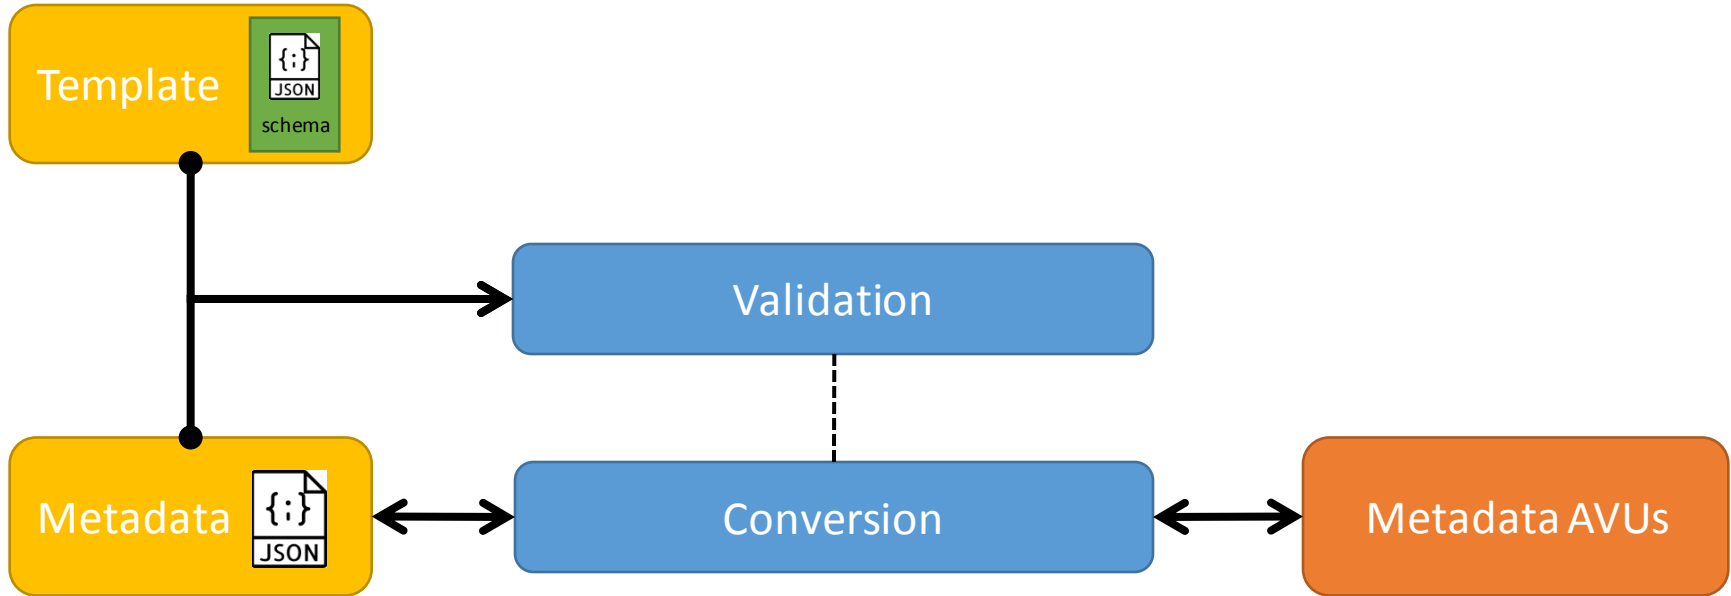 Template
{;}
JSON
schema
Validation
Metadata
{;}
JSON
Conversion
Metadata AVUs